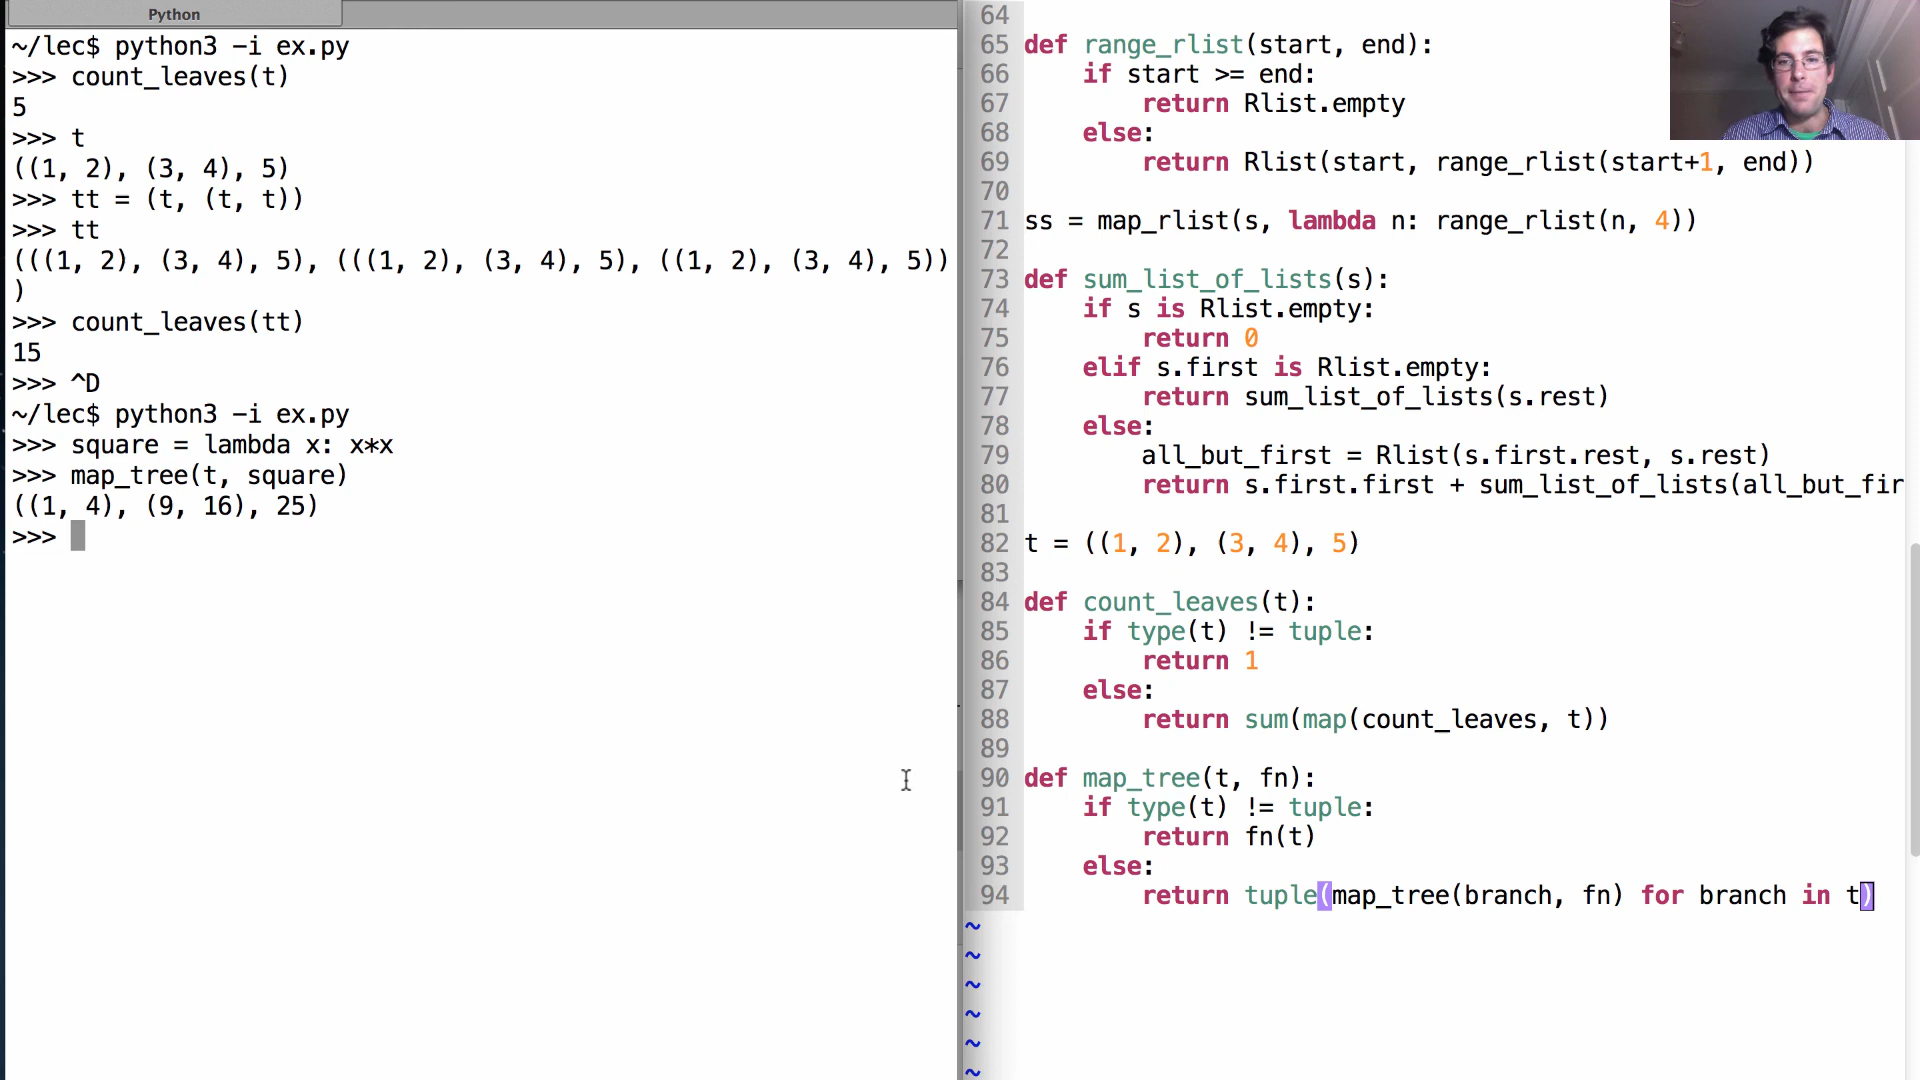 Python
~/lec$ python3 -i ex.py
>>> count_leaves(t)
5
>>> t
((1, 2), (3, 4), 5)
>>> tt = (t, (t, t))
>>> tt
(((1, 2), (3, 4), 5), (((1, 2), (3, 4), 5), ((1, 2), (3, 4), 5))
)
>>> count_leaves(tt)
15
>>> ^D
~/lec$ python3 -i ex.py
>>> square = lambda x: x*x
>>> map_tree(t, square)
((1, 4), (9, 16), 25)
>>>
64
65 def range_rlist(start, end):
66     if start >= end:
67         return Rlist.empty
68     else:
69         return Rlist(start, range_rlist(start+1, end))
70
71 ss = map_rlist(s, lambda n: range_rlist(n, 4))
72
73 def sum_list_of_lists(s):
74     if s is Rlist.empty:
75         return 0
76     elif s.first is Rlist.empty:
77         return sum_list_of_lists(s.rest)
78     else:
79         all_but_first = Rlist(s.first.rest, s.rest)
80         return s.first.first + sum_list_of_lists(all_but_fir
81
82 t = ((1, 2), (3, 4), 5)
83
84 def count_leaves(t):
85     if type(t) != tuple:
86         return 1
87     else:
88         return sum(map(count_leaves, t))
89
90 def map_tree(t, fn):
91     if type(t) != tuple:
92         return fn(t)
93     else:
94         return tuple(map_tree(branch, fn) for branch in t)
~
~
~
~
~
~